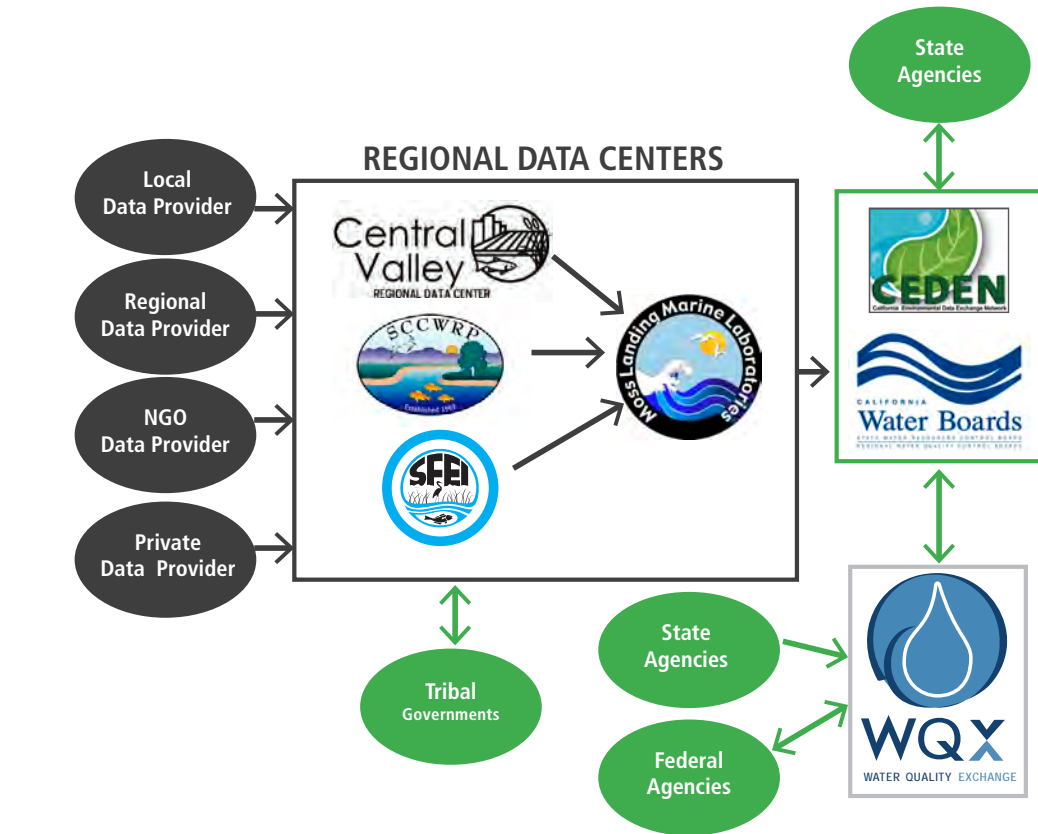 State
Agencies
REGIONAL DATA CENTERS
Local
Data Provider
Regional
Data Provider
NGO
Data Provider
Private
Data Provider
Central
Valley
REGIONAL DATA CENTER
SCCWRP
Established 1969
SFEI
Moss Landing Marine Laboratories
CEDEN
California Environmental Data Exchange Network
CALIFORNIA
Water Boards
STATE WATER RESOURCES CONTROL BOARD
REGIONAL WATER QUALITY CONTROL BOARDS
Tribal
Governments
State
Agencies
Federal
Agencies
WQX
WATER QUALITY EXCHANGE